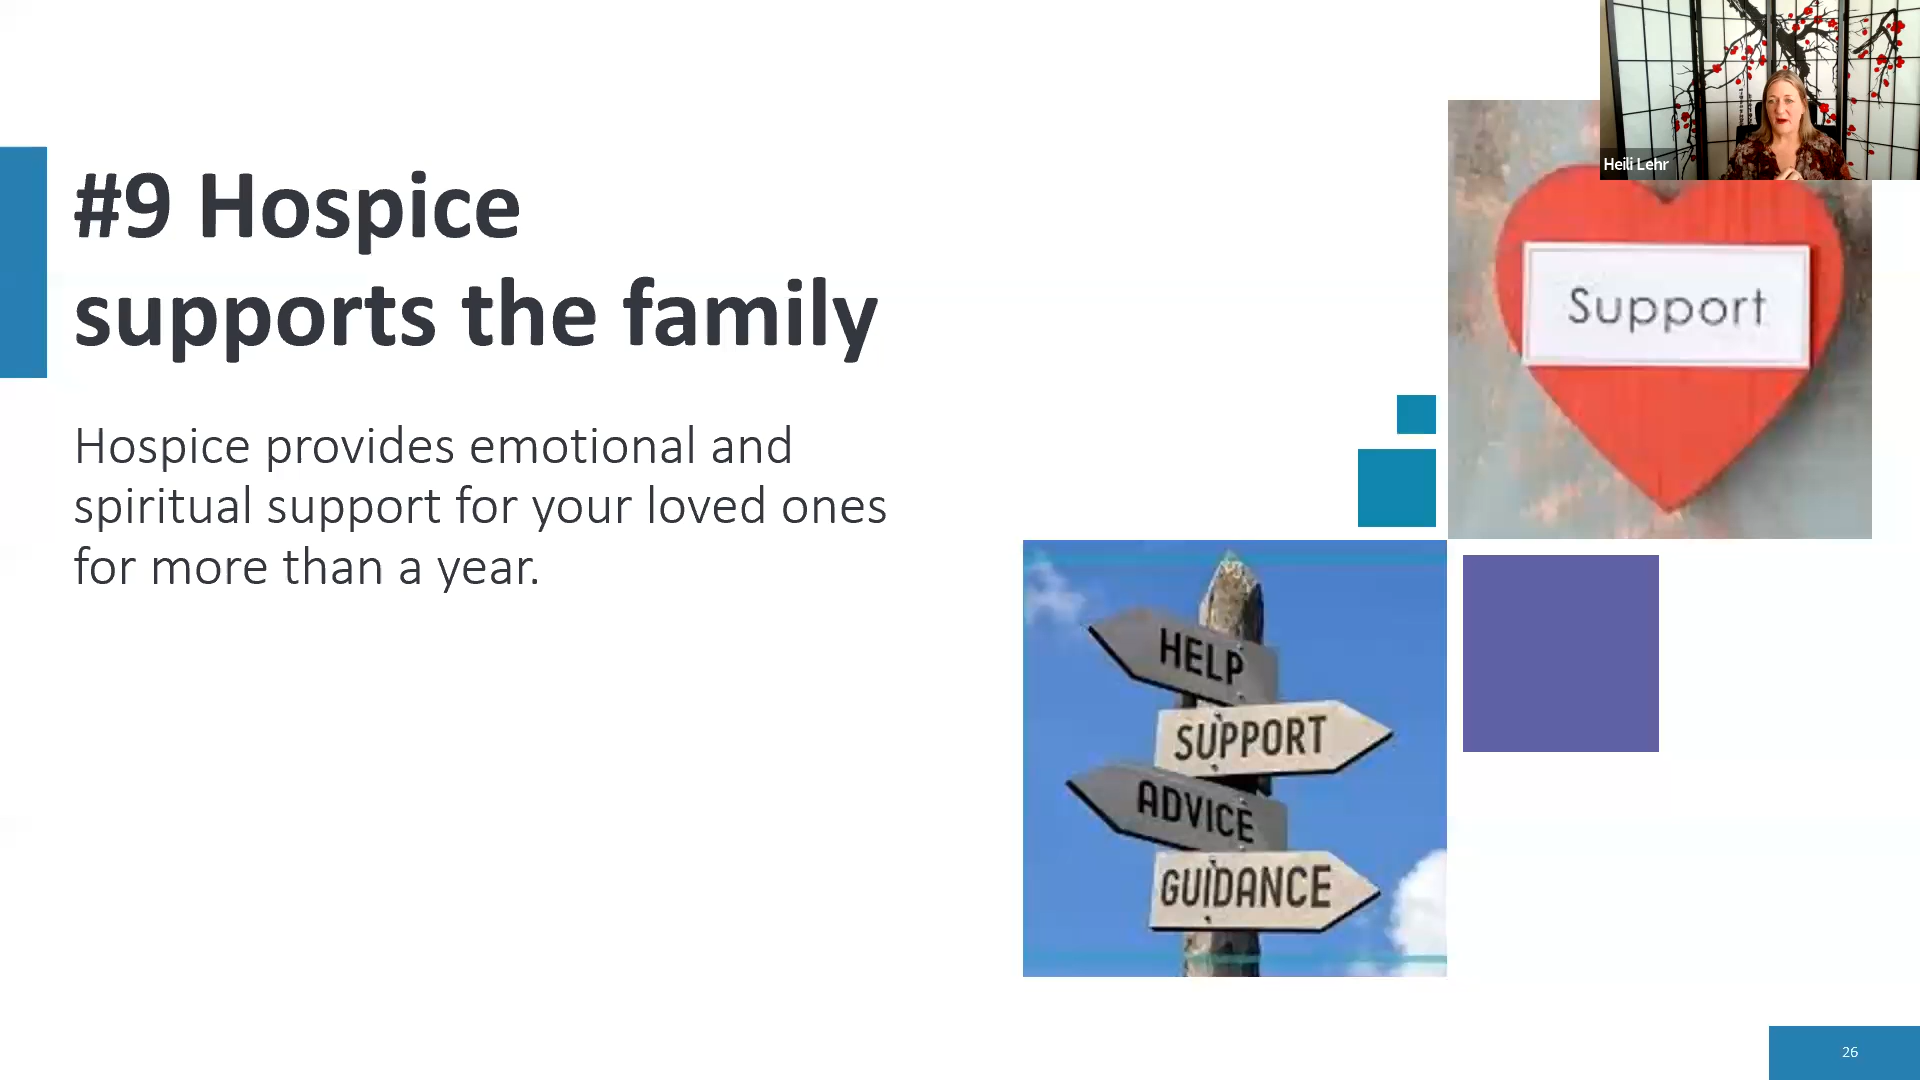 #9 Hospice
supports the family
Hospice provides emotional and
spiritual support for your loved ones
for more than a year.
Heili Lehr
Support
HELP
SUPPORT
ADVICE
GUIDANCE
26